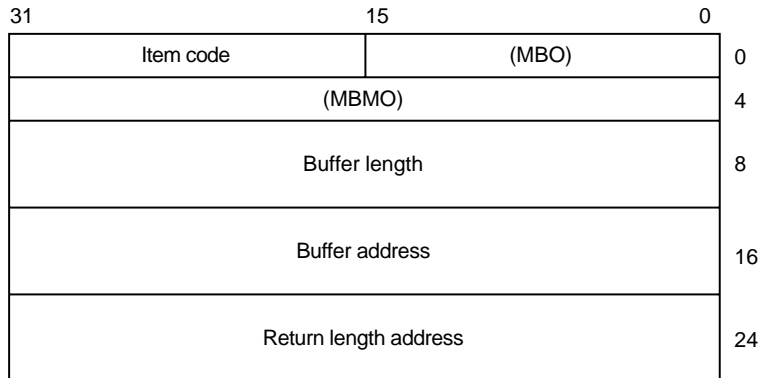 31 15 0
Item code (MBO) 0
(MBMO) 4
Buffer length 8
Buffer address 16
Return length address 24